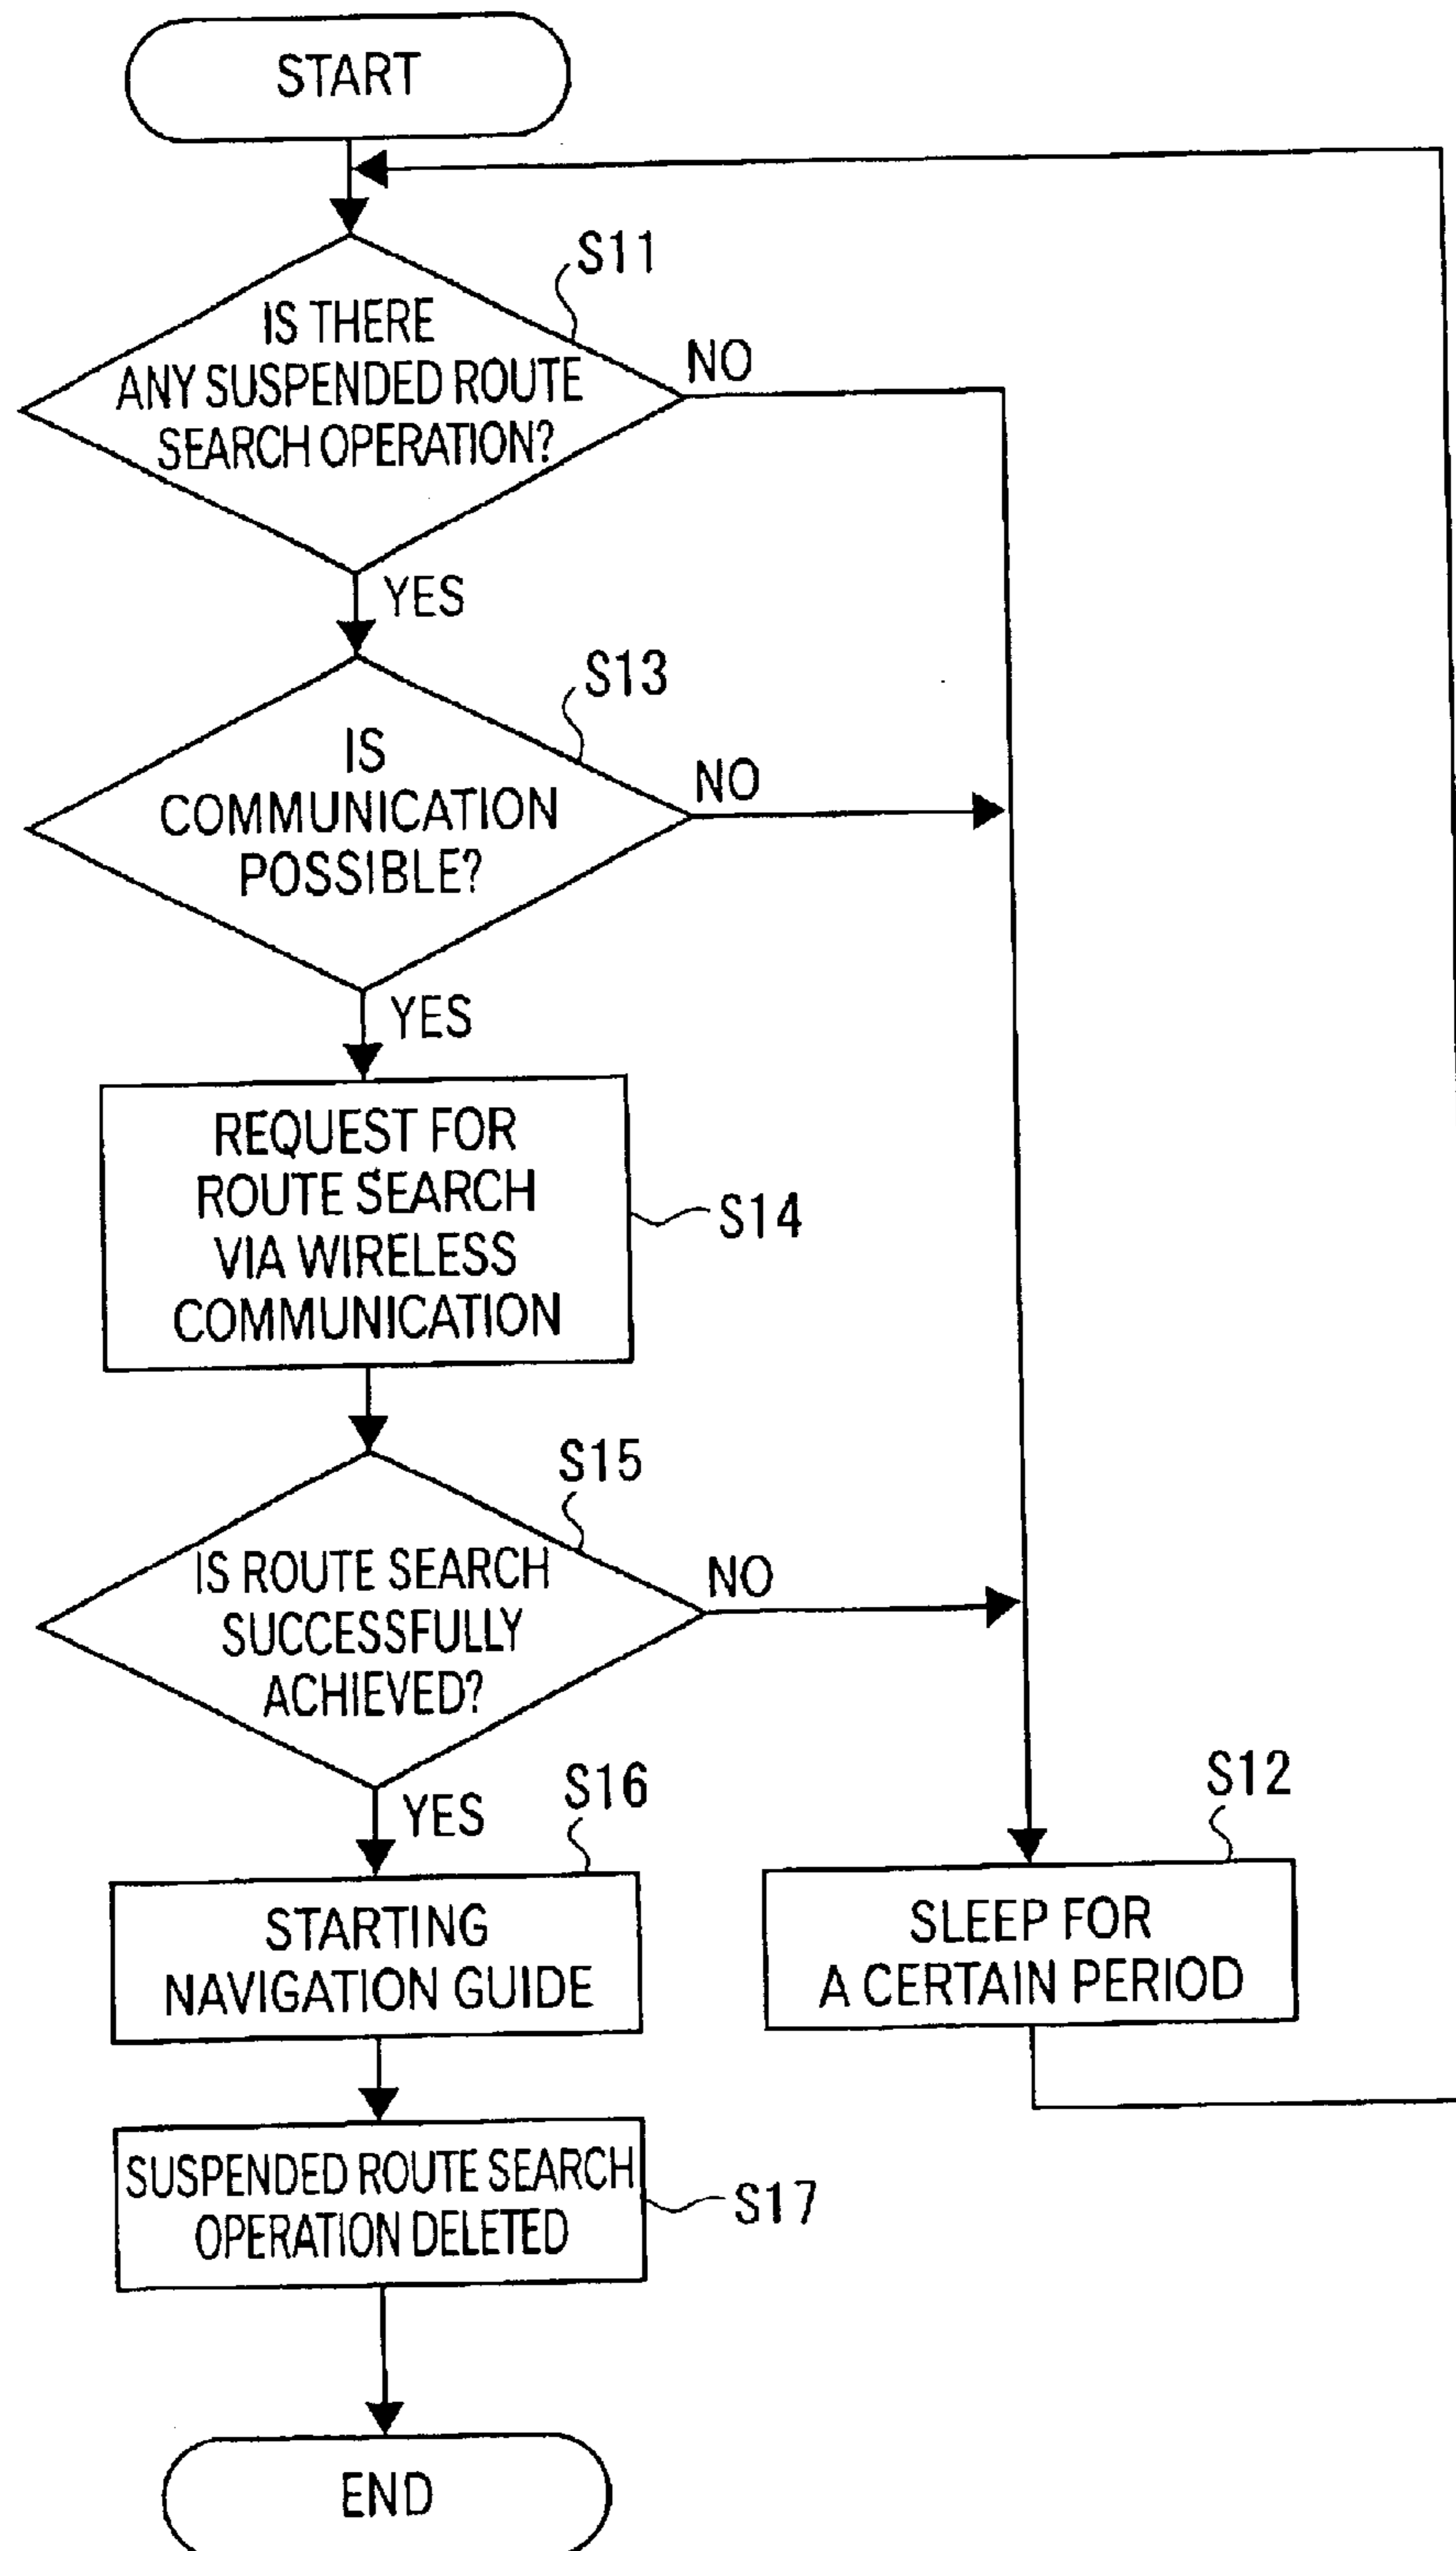 START
S11
IS THERE
ANY SUSPENDED ROUTE
SEARCH OPERATION?
NO
YES
S13
IS
COMMUNICATION
POSSIBLE?
NO
YES
REQUEST FOR
ROUTE SEARCH
VIA WIRELESS
COMMUNICATION
S14
S15
IS ROUTE SEARCH
SUCCESSFULLY
ACHIEVED?
NO
YES
S16
STARTING
NAVIGATION GUIDE
S12
SLEEP FOR
A CERTAIN PERIOD
SUSPENDED ROUTE SEARCH
OPERATION DELETED
S17
END